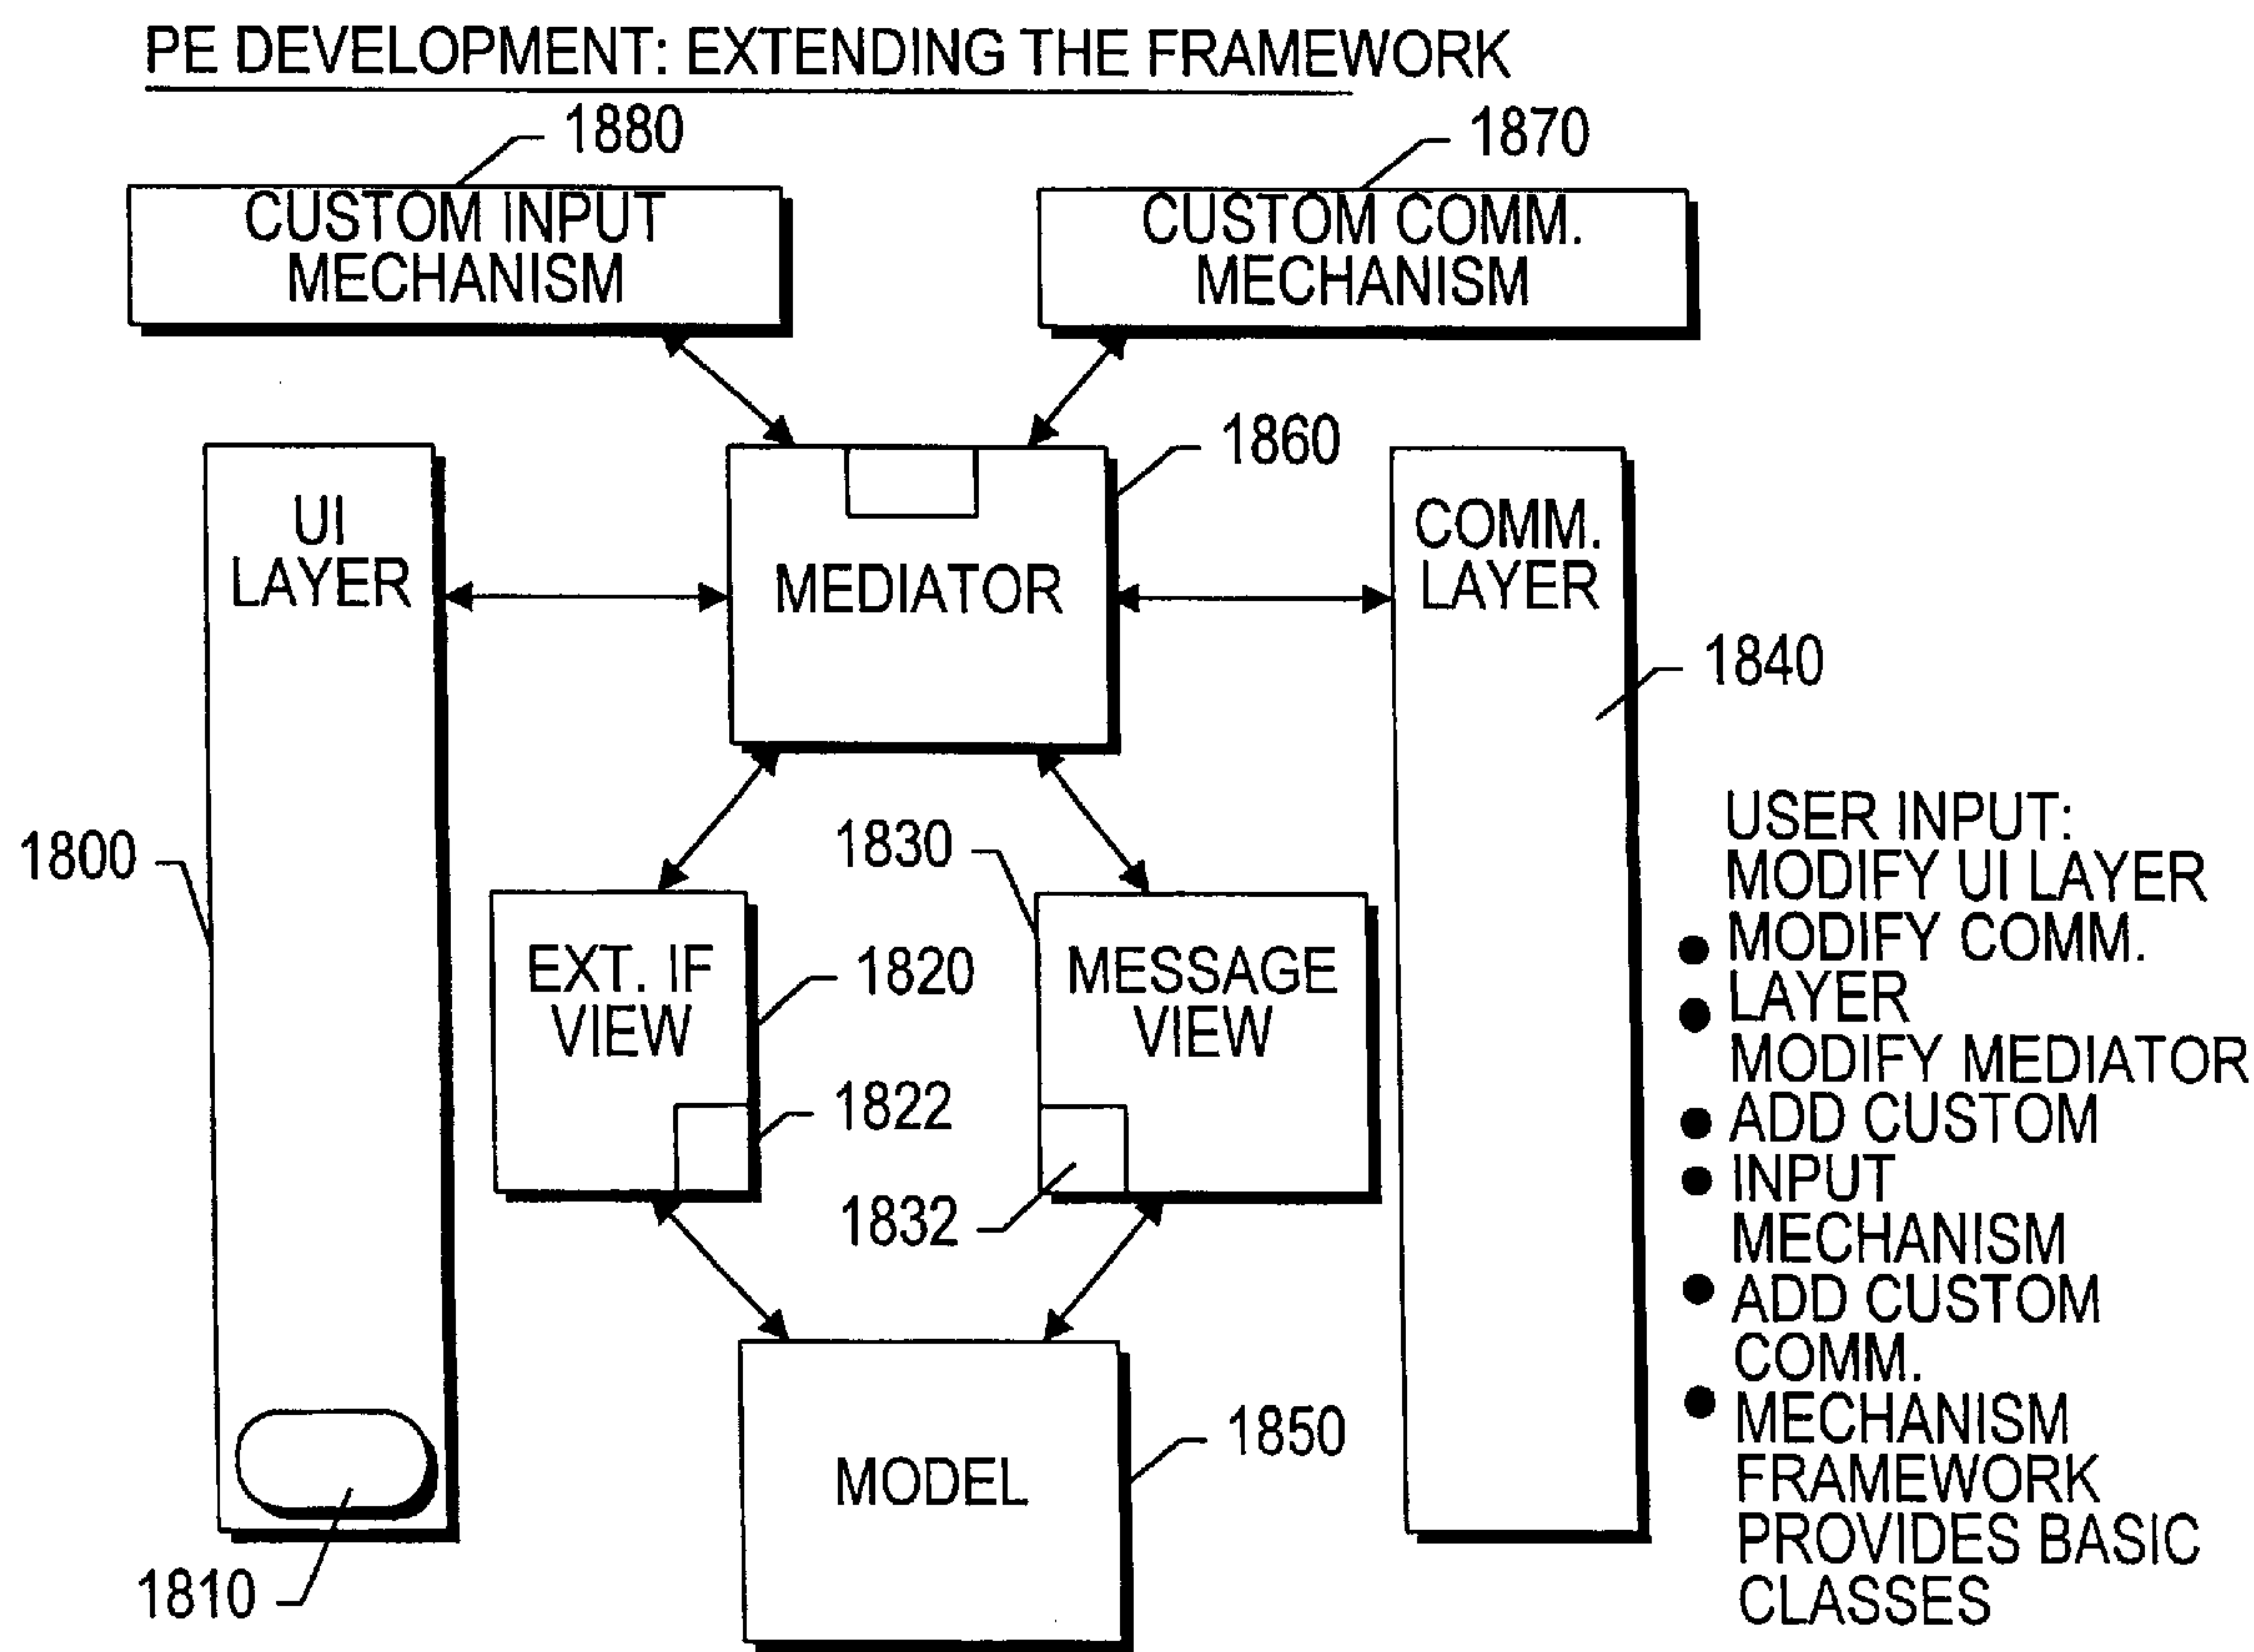 PE DEVELOPMENT: EXTENDING THE FRAMEWORK
1880
1870
CUSTOM INPUT
MECHANISM
CUSTOM COMM.
MECHANISM
1860
UI
LAYER
MEDIATOR
COMM.
LAYER
1840
1800
1830
EXT. IF
VIEW
1820
MESSAGE
VIEW
1822
1832
MODEL
1850
1810
USER INPUT:
MODIFY UI LAYER
● MODIFY COMM.
● LAYER
MODIFY MEDIATOR
● ADD CUSTOM
● INPUT
MECHANISM
● ADD CUSTOM
COMM.
● MECHANISM
FRAMEWORK
PROVIDES BASIC
CLASSES